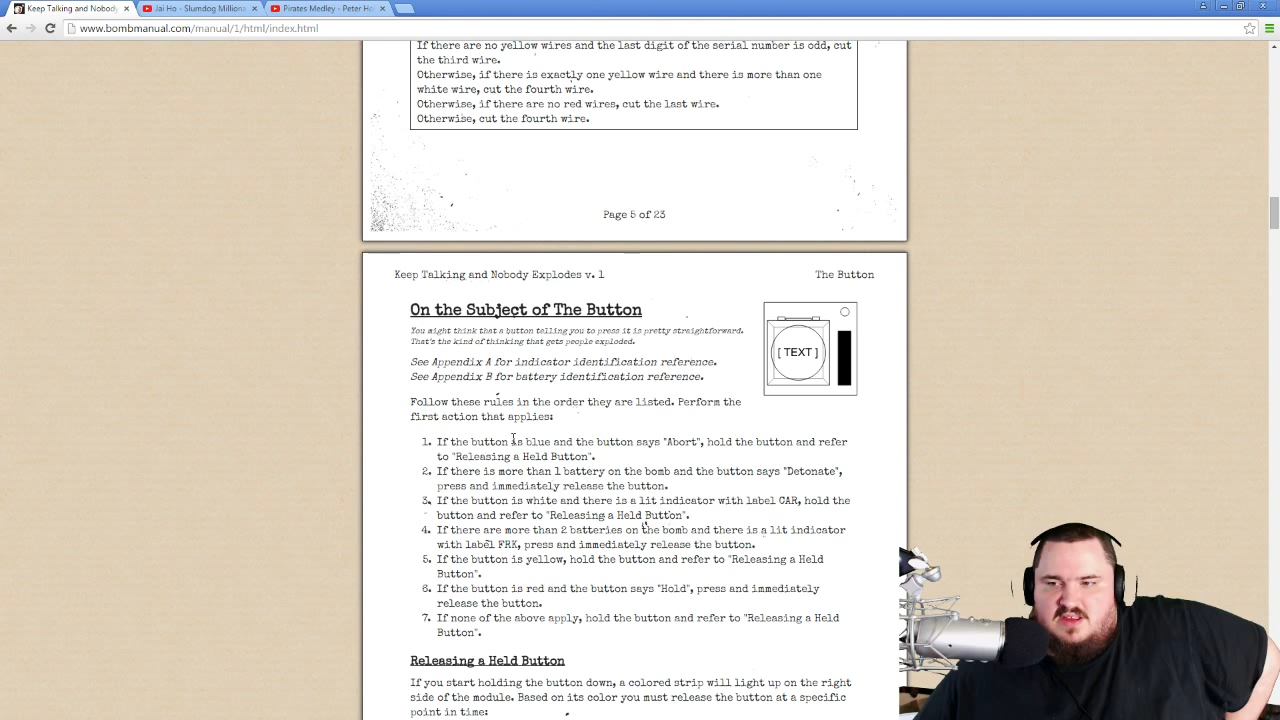 Keep Talking and Nobody
Jai Ho - Slumdog Milliona
Pirates Medley - Peter Ho
www.bombmanual.com/manual/1/html/index.html
If there are no yellow wires and the last digit of the serial number is odd, cut
the third wire.
Otherwise, if there is exactly one yellow wire and there is more than one
white wire, cut the fourth wire.
Otherwise, if there are no red wires, cut the last wire.
Otherwise, cut the fourth wire.
Page 5 of 23
Keep Talking and Nobody Explodes v. 1
The Button
On the Subject of The Button
You might think that a button telling you to press it is pretty straightforward.
That's the kind of thinking that gets people exploded.
See Appendix A for indicator identification reference.
See Appendix B for battery identification reference.
[ TEXT ]
Follow these rules in the order they are listed. Perform the
first action that applies:
1. If the button is blue and the button says "Abort", hold the button and refer
to "Releasing a Held Button".
2. If there is more than 1 battery on the bomb and the button says "Detonate",
press and immediately release the button.
3. If the button is white and there is a lit indicator with label CAR, hold the
button and refer to "Releasing a Held Button".
4. If there are more than 2 batteries on the bomb and there is a lit indicator
with label FRK, press and immediately release the button.
5. If the button is yellow, hold the button and refer to "Releasing a Held
Button".
6. If the button is red and the button says "Hold", press and immediately
release the button.
7. If none of the above apply, hold the button and refer to "Releasing a Held
Button".
Releasing a Held Button
If you start holding the button down, a colored strip will light up on the right
side of the module. Based on its color you must release the button at a specific
point in time: